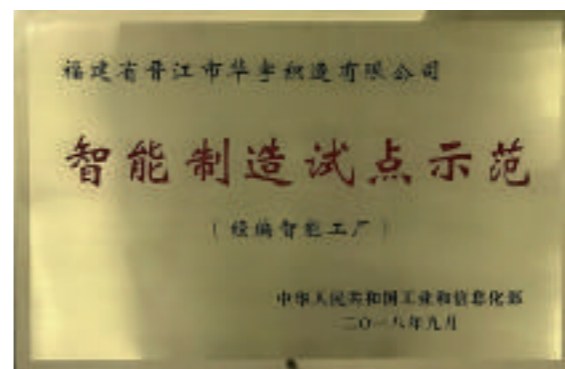 福建省晋江市华宇织造有限公司
智能制造试点示范
（经编智能工厂）
中华人民共和国工业和信息化部
二〇一八年九月